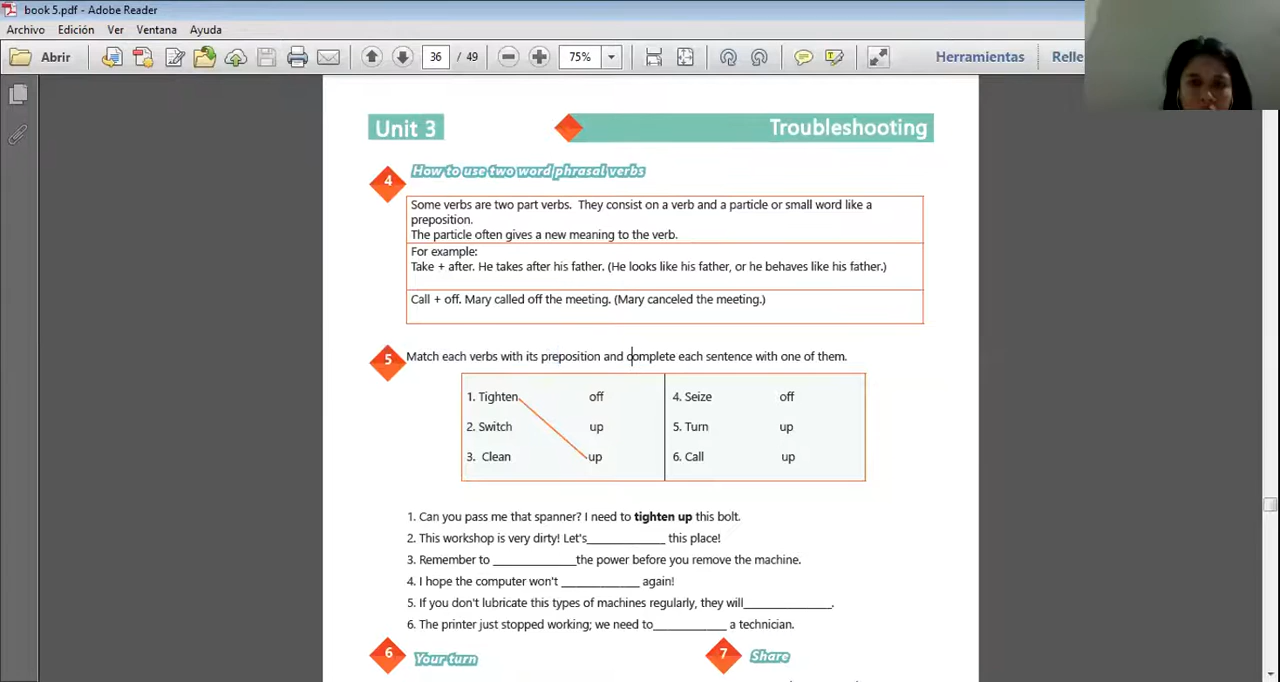 book 5.pdf - Adobe Reader
Archivo Edición Ver Ventana Ayuda
Abrir 36 / 49 75% Herramientas Relle
Unit 3 Troubleshooting
4 How to use two word phrasal verbs
Some verbs are two part verbs. They consist on a verb and a particle or small word like a
preposition.
The particle often gives a new meaning to the verb.
For example:
Take + after. He takes after his father. (He looks like his father, or he behaves like his father.)
Call + off. Mary called off the meeting. (Mary canceled the meeting.)
5 Match each verbs with its preposition and complete each sentence with one of them.
1. Tighten off 4. Seize off
2. Switch up 5. Turn up
3. Clean up 6. Call up
1. Can you pass me that spanner? I need to tighten up this bolt.
2. This workshop is very dirty! Let's_____________ this place!
3. Remember to ______________the power before you remove the machine.
4. I hope the computer won't _____________ again!
5. If you don't lubricate this types of machines regularly, they will_______________.
6. The printer just stopped working; we need to____________ a technician.
6 Your turn 7 Share